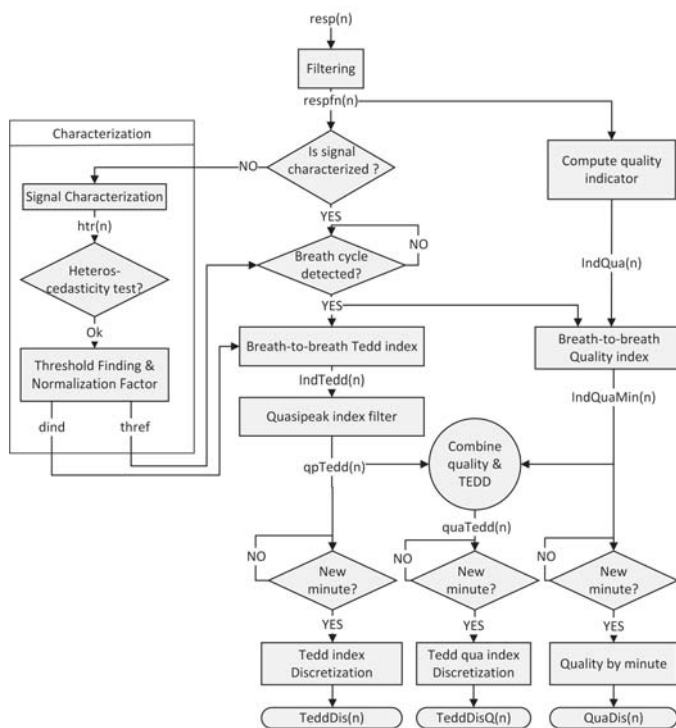 resp(n)
Filtering
respfn(n)
Characterization
Is signal
characterized ?
NO
Compute quality
indicator
Signal Characterization
YES
htr(n)
NO
Heteros-
cedasticity test?
Breath cycle
detected?
IndQua(n)
YES
Ok
Breath-to-breath Tedd index
Breath-to-breath
Quality index
Threshold Finding &
Normalization Factor
IndTedd(n)
IndQuaMin(n)
Quasipeak index filter
dind
thref
Combine
quality &
TEDD
qpTedd(n)
quaTedd(n)
NO
NO
NO
New
minute?
New
minute?
New
minute?
YES
YES
YES
Tedd index
Discretization
Tedd qua index
Discretization
Quality by minute
TeddDis(n)
TeddDisQ(n)
QuaDis(n)